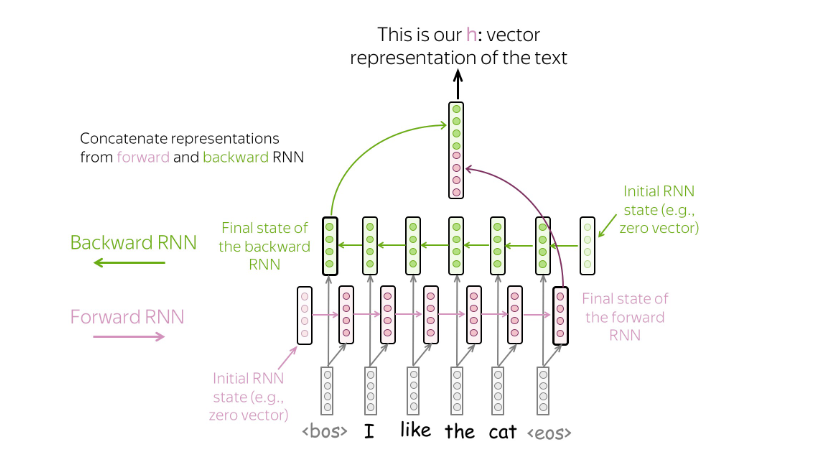 This is our h: vector
representation of the text
Concatenate representations
from forward and backward RNN
Initial RNN
state (e.g.,
zero vector)
Final state of
the backward
RNN
Backward RNN
Forward RNN
Final state of
the forward
RNN
Initial RNN
state (e.g.,
zero vector)
<bos> I like the cat <eos>